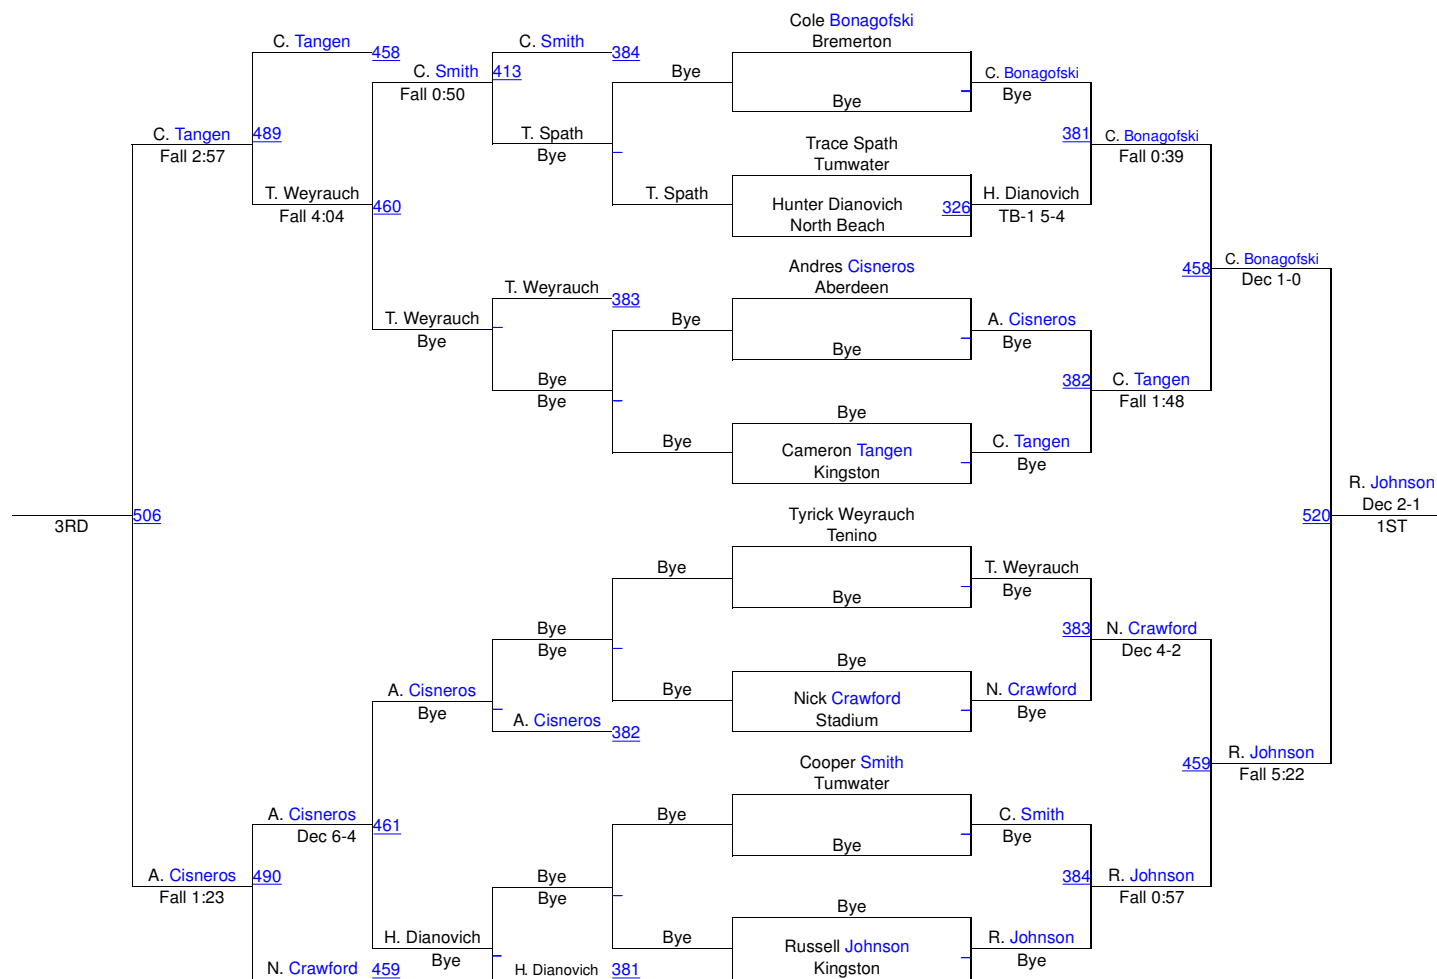 Cole Bonagofski
Bremerton
C. Tangen
458
C. Smith
384
C. Smith
413
Fall 0:50
Bye
Bye
C. Bonagofski
Bye
C. Tangen
489
Fall 2:57
T. Spath
Bye
Trace Spath
Tumwater
381
C. Bonagofski
Fall 0:39
T. Weyrauch
Fall 4:04
460
T. Spath
Hunter Dianovich
North Beach
326
H. Dianovich
TB-1 5-4
Andres Cisneros
Aberdeen
458
C. Bonagofski
Dec 1-0
T. Weyrauch
383
T. Weyrauch
Bye
Bye
Bye
A. Cisneros
Bye
Bye
Bye
382
C. Tangen
Fall 1:48
Bye
Bye
Cameron Tangen
Kingston
C. Tangen
Bye
R. Johnson
Dec 2-1
1ST
3RD
506
520
Tyrick Weyrauch
Tenino
Bye
Bye
T. Weyrauch
Bye
Bye
Bye
383
N. Crawford
Dec 4-2
Bye
A. Cisneros
Bye
Bye
Nick Crawford
Stadium
N. Crawford
Bye
A. Cisneros
382
Cooper Smith
Tumwater
459
R. Johnson
Fall 5:22
A. Cisneros
Dec 6-4
461
Bye
Bye
C. Smith
Bye
A. Cisneros
490
Fall 1:23
Bye
Bye
384
R. Johnson
Fall 0:57
Bye
H. Dianovich
Bye
Bye
Russell Johnson
Kingston
R. Johnson
Bye
N. Crawford
459
H. Dianovich
381